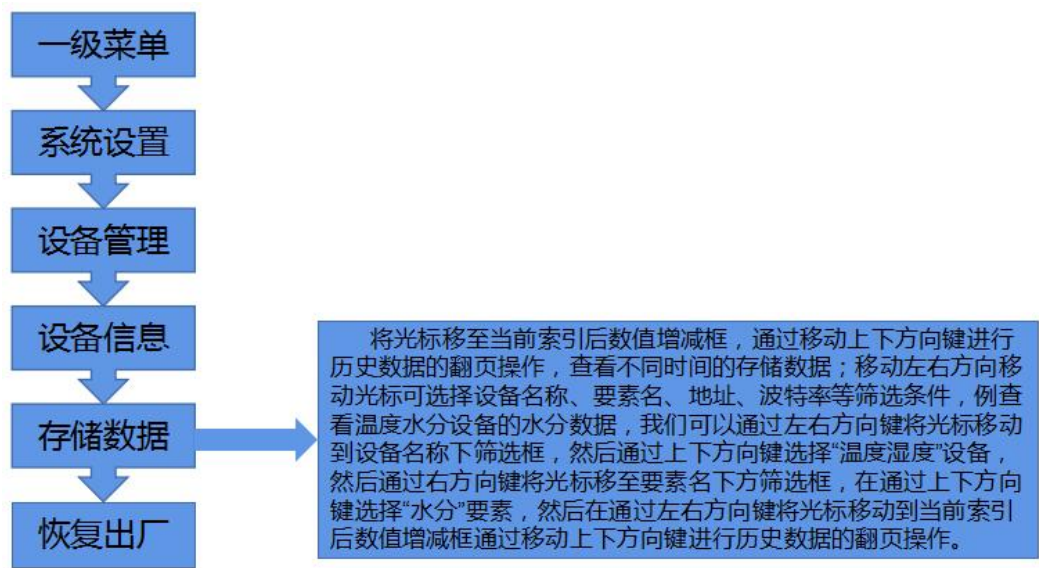 一级菜单
系统设置
设备管理
设备信息
存储数据
恢复出厂
将光标移至当前索引后数值增减框，通过移动上下方向键进行
历史数据的翻页操作，查看不同时间的存储数据；移动左右方向移
动光标可选择设备名称、要素名、地址、波特率等筛选条件，例查
看温度水分设备的水分数据，我们可以通过左右方向键将光标移动
到设备名称下筛选框，然后通过上下方向键选择“温度湿度”设备，
然后通过右方向键将光标移至要素名下方筛选框，在通过上下方向
键选择“水分”要素，然后在通过左右方向键将光标移动到当前索引
后数值增减框通过移动上下方向键进行历史数据的翻页操作。